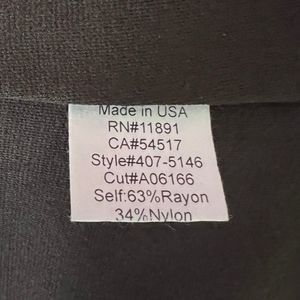 Made in USA
RN#11891
CA#54517
Style#407-5146
Cut#A06166
Self:63%Rayon
34%Nylon